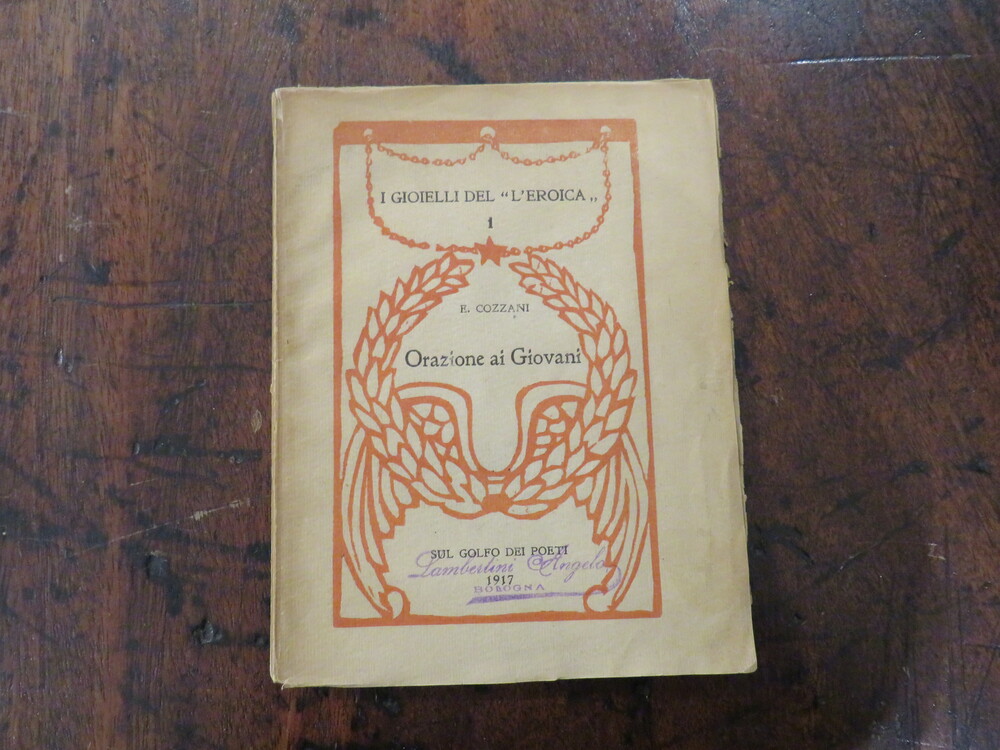 I GIOIELLI DEL “L'EROICA„
1
E. COZZANI
Orazione ai Giovani
SUL GOLFO DEI POETI
Lambertini Angelo
1917
BOLOGNA